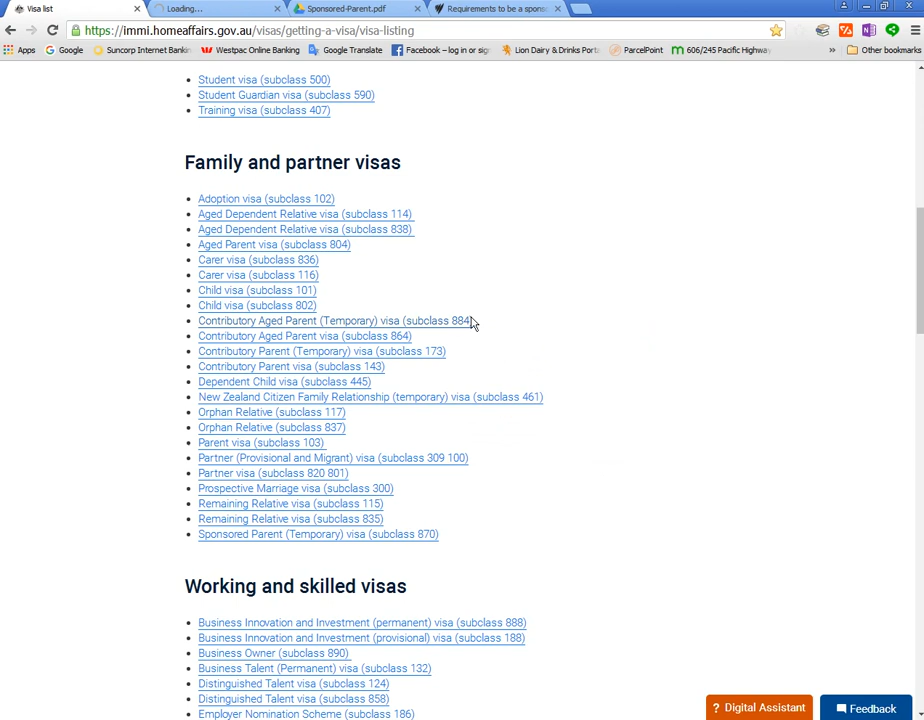 Visa list
Loading...
Sponsored-Parent.pdf
Requirements to be a spons
https://immi.homeaffairs.gov.au/visas/getting-a-visa/visa-listing
Apps
Google
Suncorp Internet Bankin
Westpac Online Banking
Google Translate
Facebook – log in or sign
Lion Dairy & Drinks Porta
ParcelPoint
606/245 Pacific Highway
»
Other bookmarks
• Student visa (subclass 500)
• Student Guardian visa (subclass 590)
• Training visa (subclass 407)
Family and partner visas
• Adoption visa (subclass 102)
• Aged Dependent Relative visa (subclass 114)
• Aged Dependent Relative visa (subclass 838)
• Aged Parent visa (subclass 804)
• Carer visa (subclass 836)
• Carer visa (subclass 116)
• Child visa (subclass 101)
• Child visa (subclass 802)
• Contributory Aged Parent (Temporary) visa (subclass 884)
• Contributory Aged Parent visa (subclass 864)
• Contributory Parent (Temporary) visa (subclass 173)
• Contributory Parent visa (subclass 143)
• Dependent Child visa (subclass 445)
• New Zealand Citizen Family Relationship (temporary) visa (subclass 461)
• Orphan Relative (subclass 117)
• Orphan Relative (subclass 837)
• Parent visa (subclass 103)
• Partner (Provisional and Migrant) visa (subclass 309 100)
• Partner visa (subclass 820 801)
• Prospective Marriage visa (subclass 300)
• Remaining Relative visa (subclass 115)
• Remaining Relative visa (subclass 835)
• Sponsored Parent (Temporary) visa (subclass 870)
Working and skilled visas
• Business Innovation and Investment (permanent) visa (subclass 888)
• Business Innovation and Investment (provisional) visa (subclass 188)
• Business Owner (subclass 890)
• Business Talent (Permanent) visa (subclass 132)
• Distinguished Talent visa (subclass 124)
• Distinguished Talent visa (subclass 858)
• Employer Nomination Scheme (subclass 186)
? Digital Assistant
Feedback